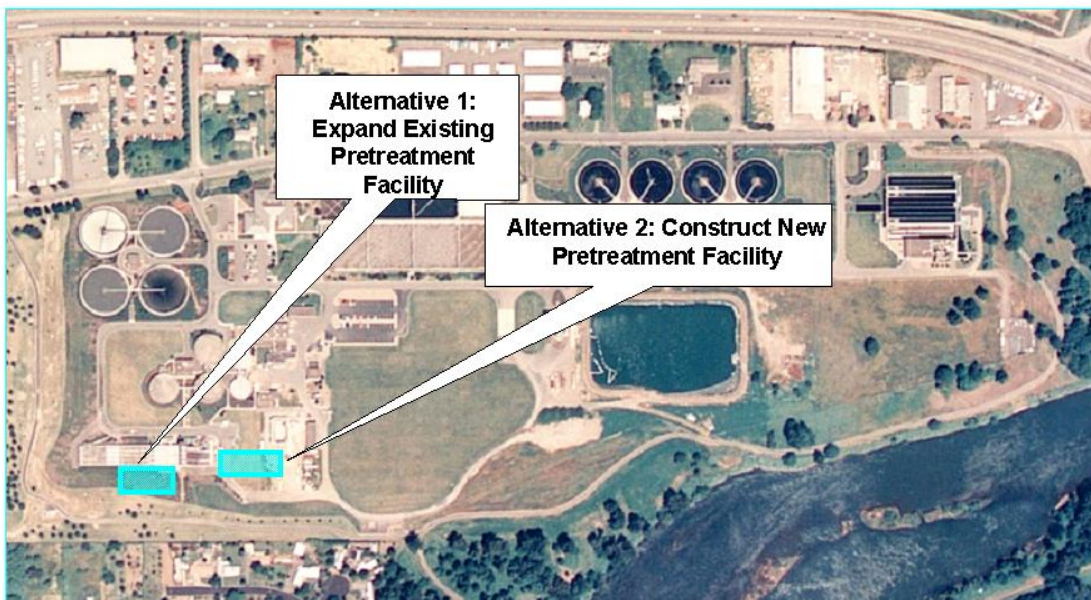 Alternative 1:
Expand Existing
Pretreatment
Facility
Alternative 2: Construct New
Pretreatment Facility